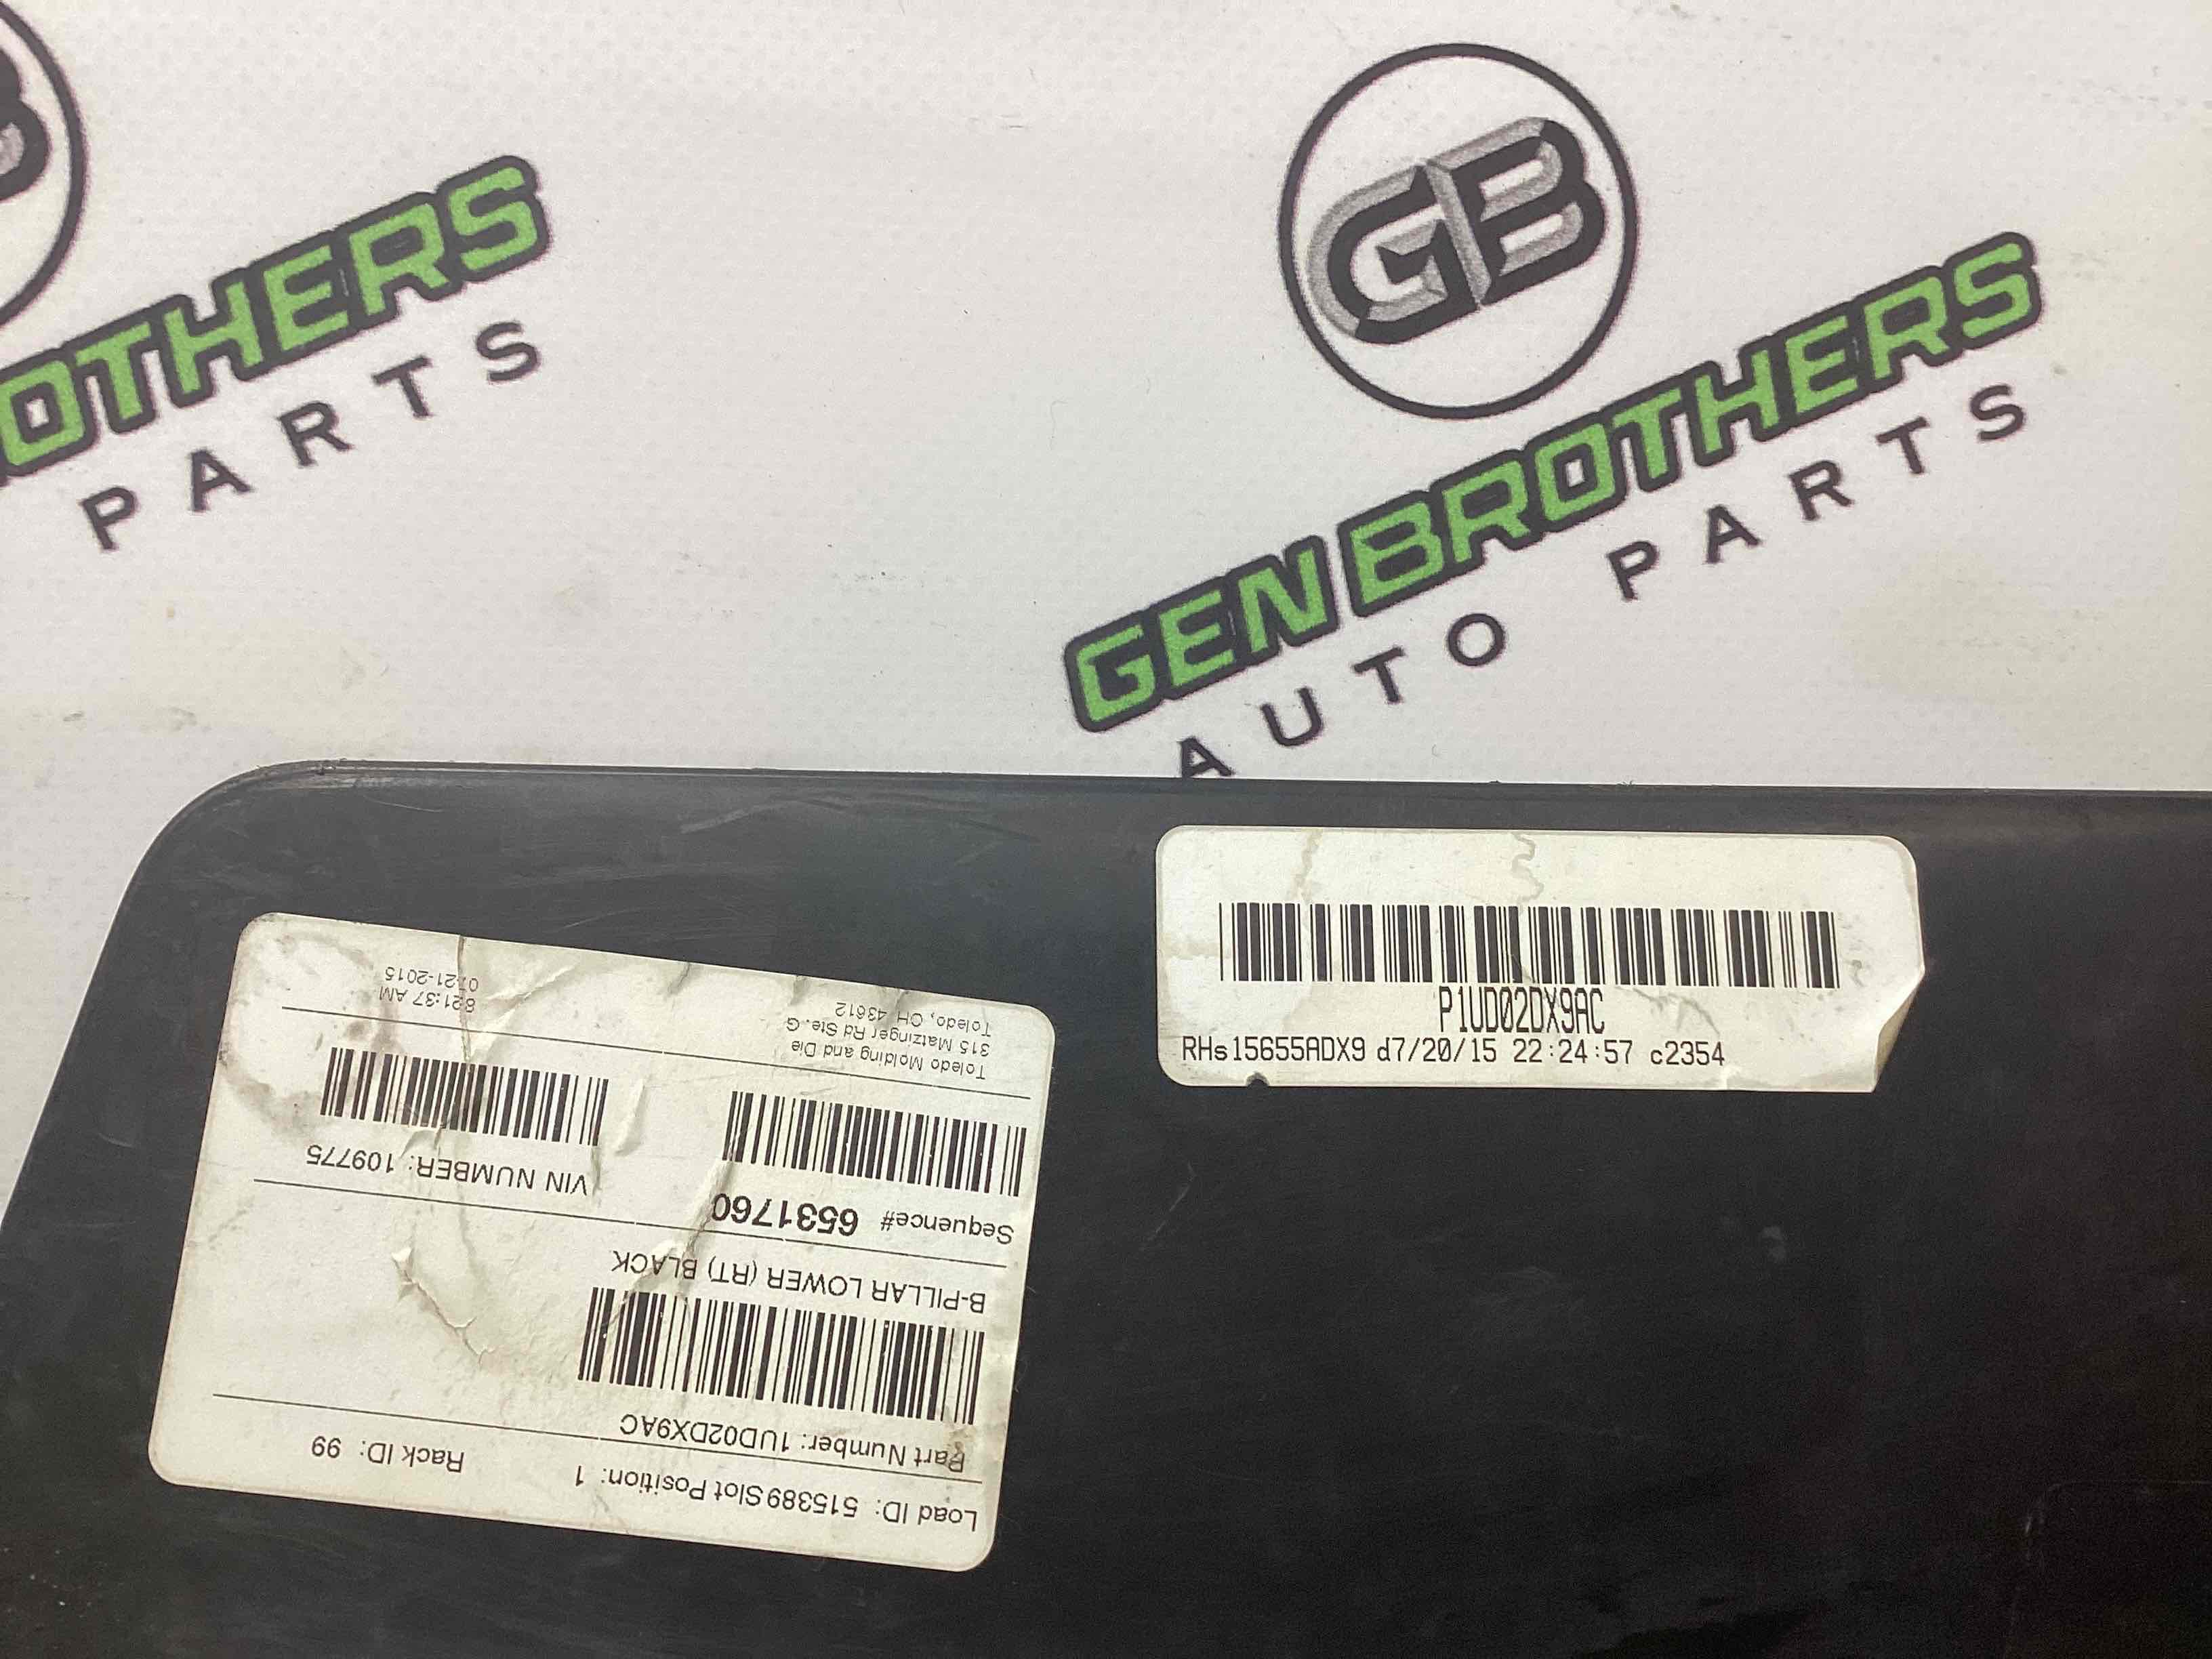 GB
GEN BROTHERS
AUTO PARTS
B
OTHERS
PARTS
P1UD02DX9AC
RHs15655ADX9 d7/20/15 22:24:57 c2354
Load ID: 515389 Slot Position: 1 Rack ID: 99
Part Number: 1UD02DX9AC
B-PILLAR LOWER (RT) BLACK
Sequence# 6531760 VIN NUMBER: 109775
Toledo Molding and Die
315 Matzinger Rd Ste. G
Toledo, OH 43612
8:21:37 AM
07-21-2015